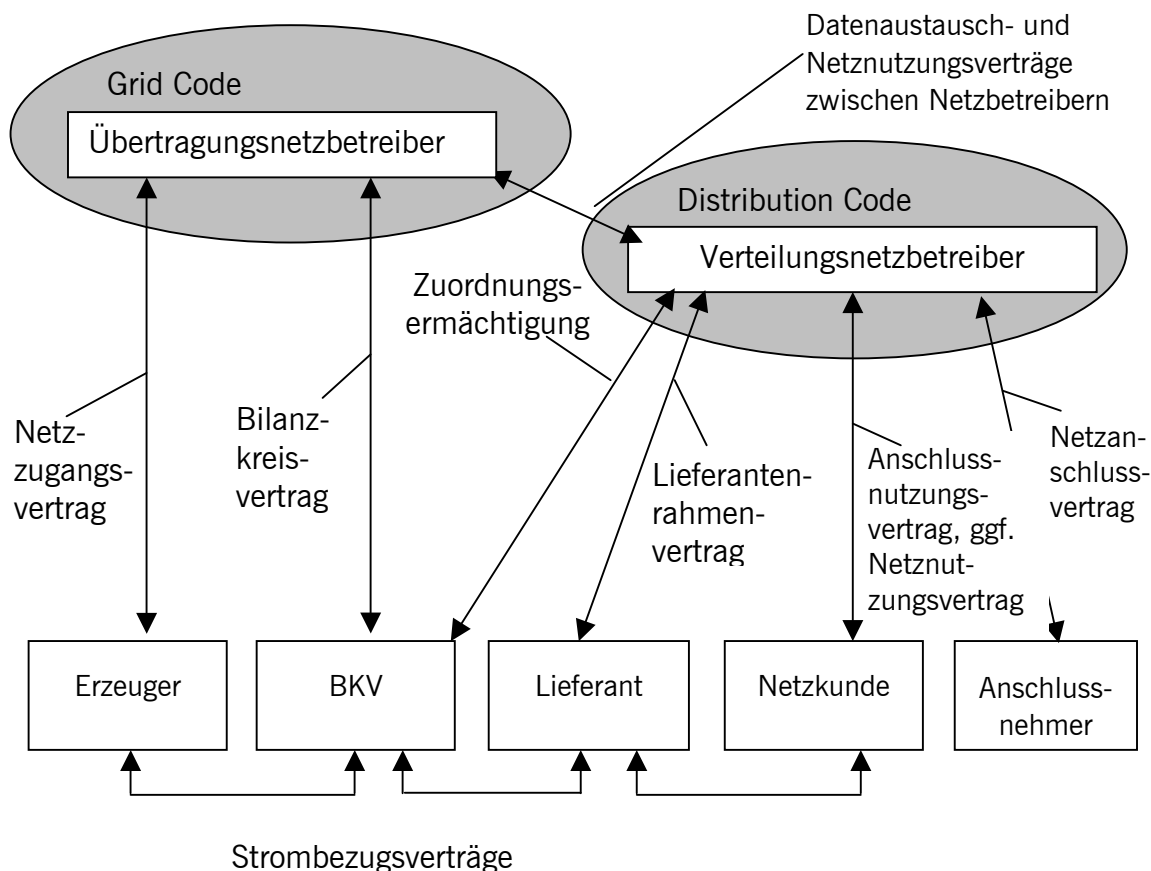 Datenaustausch- und
Netznutzungsverträge
zwischen Netzbetreibern
Grid Code
Übertragungsnetzbetreiber
Distribution Code
Verteilungsnetzbetreiber
Zuordnungs-
ermächtigung
Netz-
zugangs-
vertrag
Bilanz-
kreis-
vertrag
Lieferanten-
rahmen-
vertrag
Anschluss-
nutzungs-
vertrag, ggf.
Netznut-
zungsvertrag
Netzan-
schluss-
vertrag
Erzeuger
BKV
Lieferant
Netzkunde
Anschluss-
nehmer
Strombezugsverträge